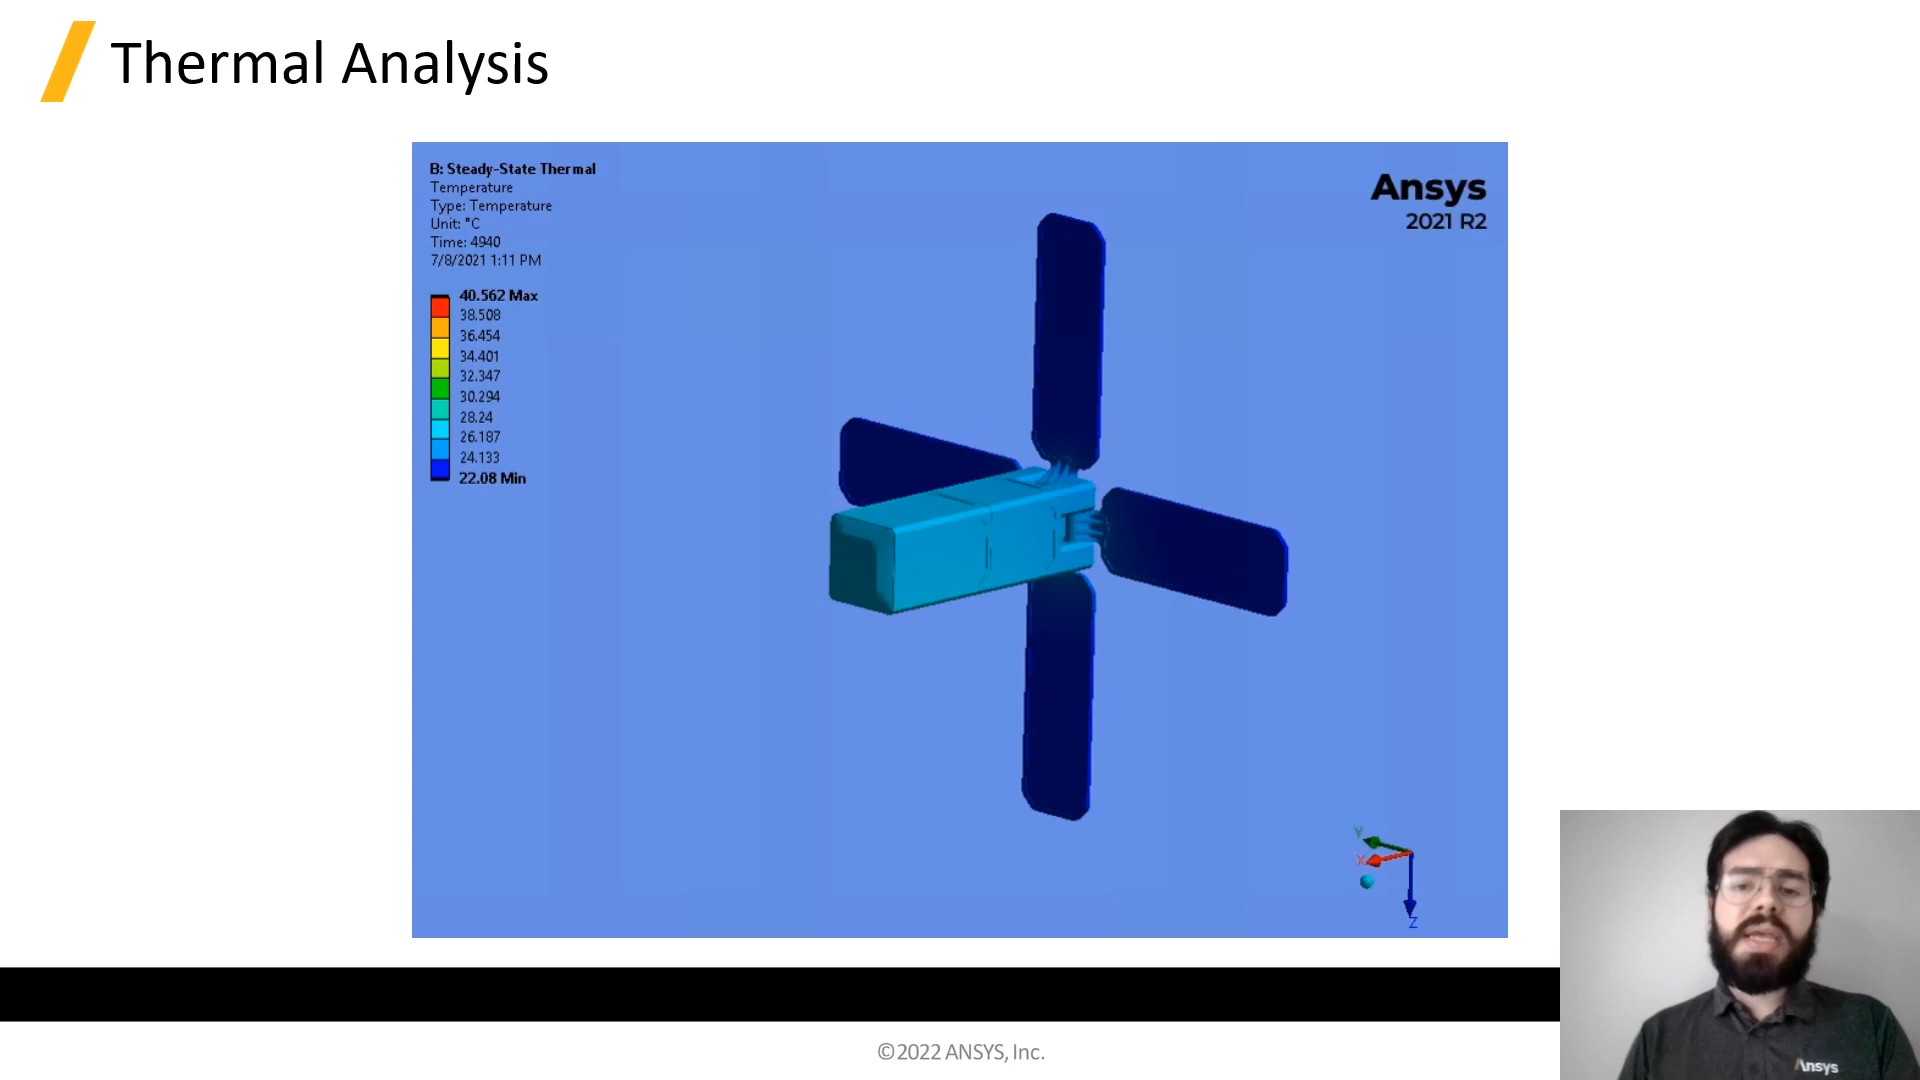 Thermal Analysis
B: Steady-State Thermal
Temperature
Type: Temperature
Unit: °C
Time: 4940
7/8/2021 1:11 PM
40.562 Max
38.508
36.454
34.401
32.347
30.294
28.24
26.187
24.133
22.08 Min
Ansys
2021 R2
Y
X
Z
Ansys
©2022 ANSYS, Inc.